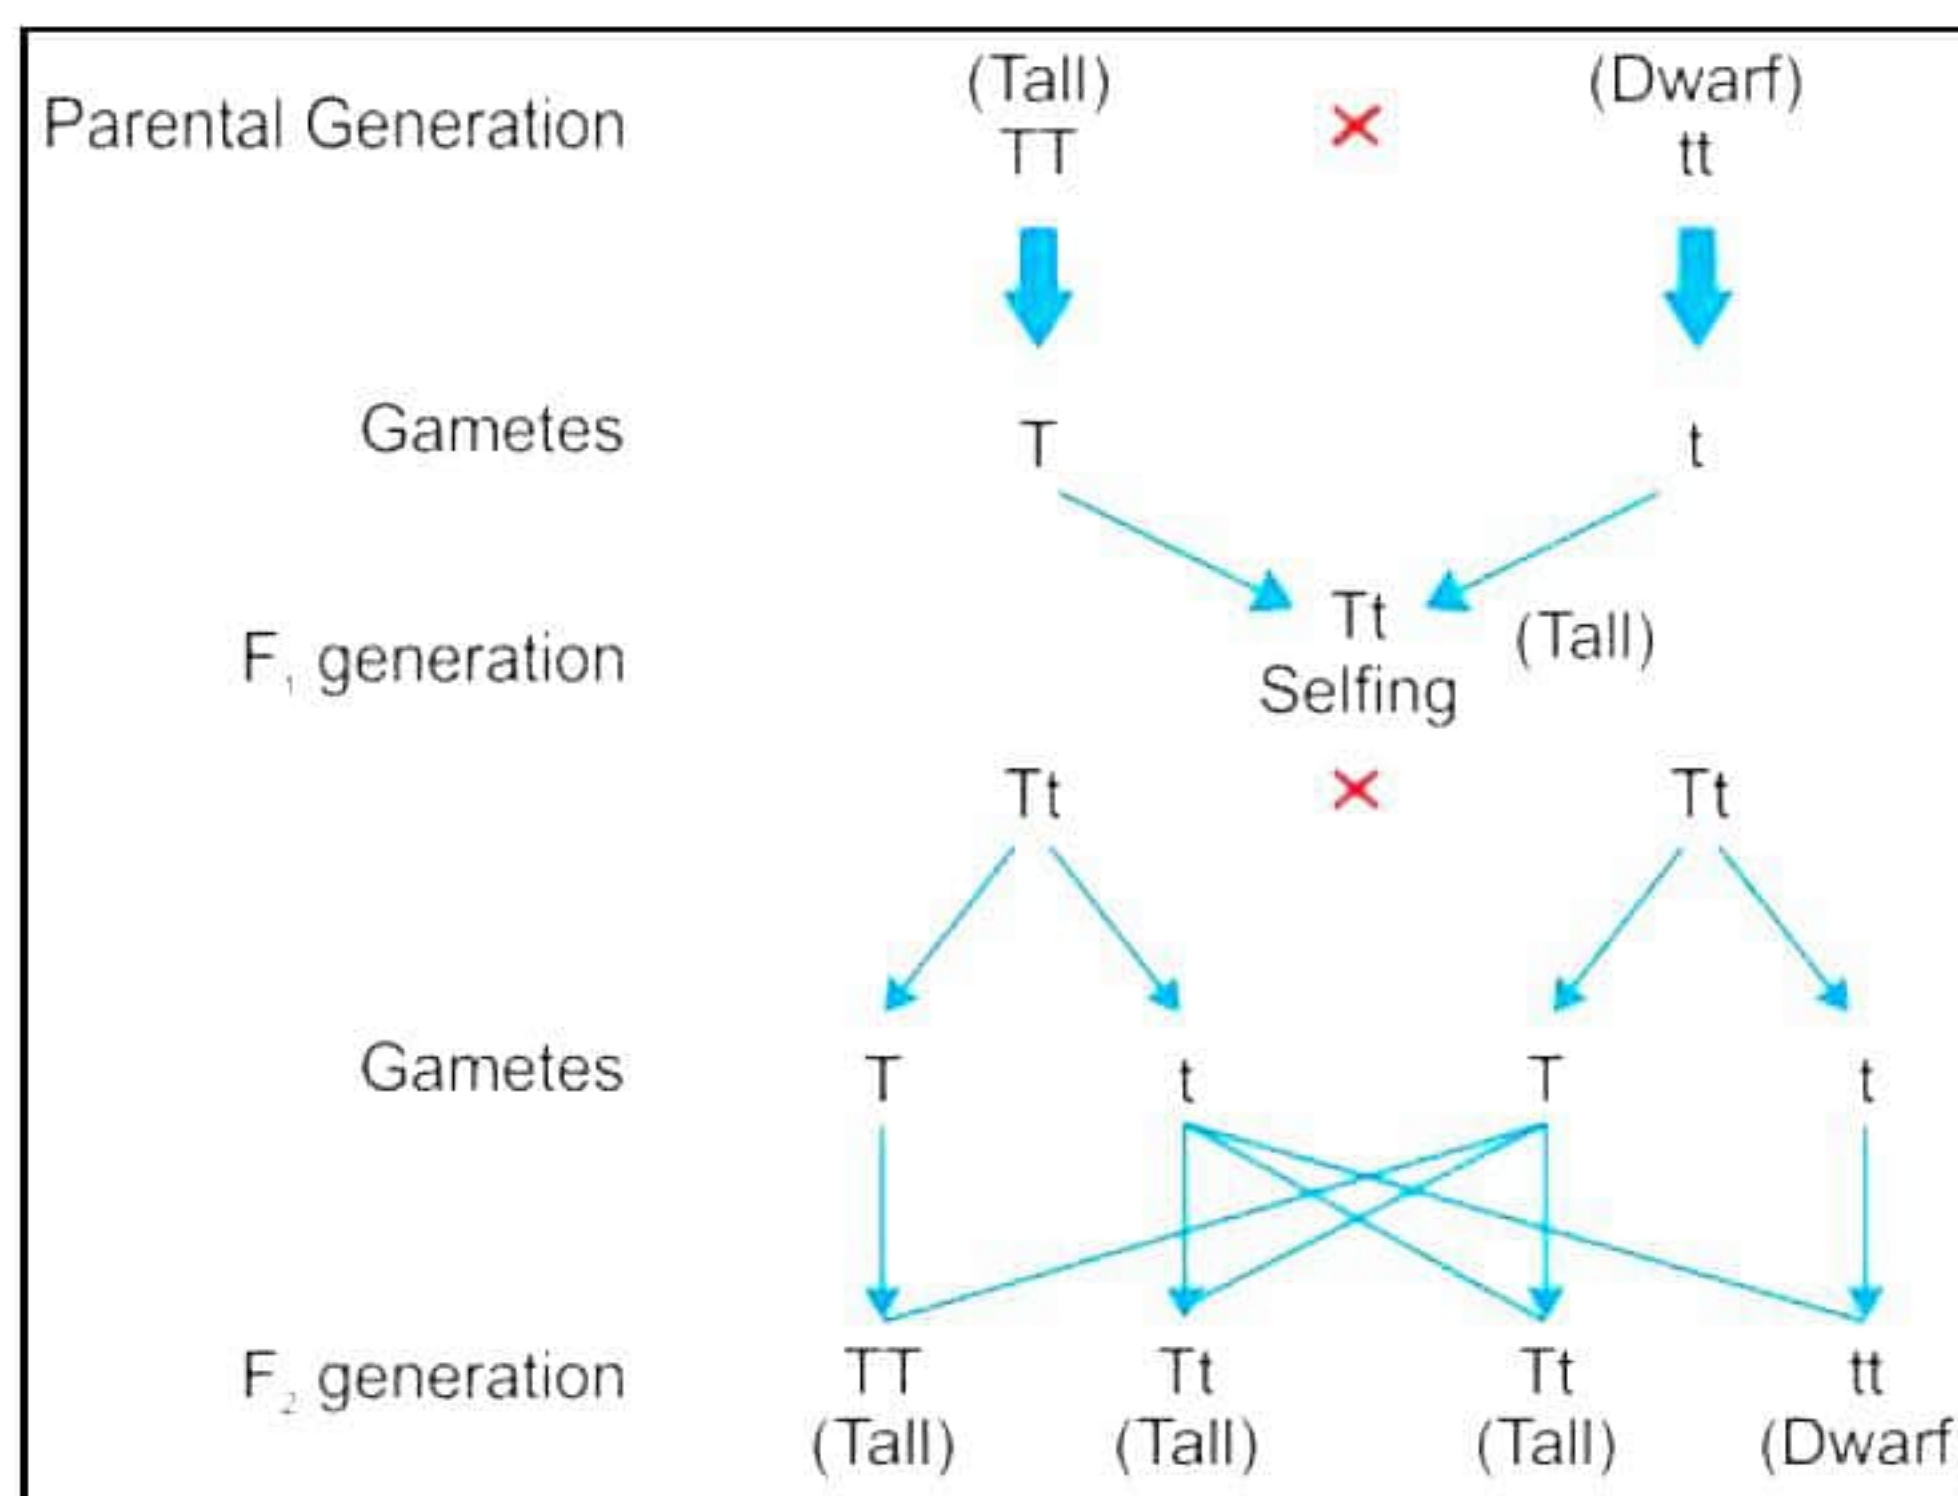 (Tall) (Dwarf)
Parental Generation TT × tt
Gametes T t
Tt (Tall)
F₁ generation
Selfing
Tt × Tt
Gametes T t T t
F₂ generation TT Tt Tt tt
(Tall) (Tall) (Tall) (Dwarf